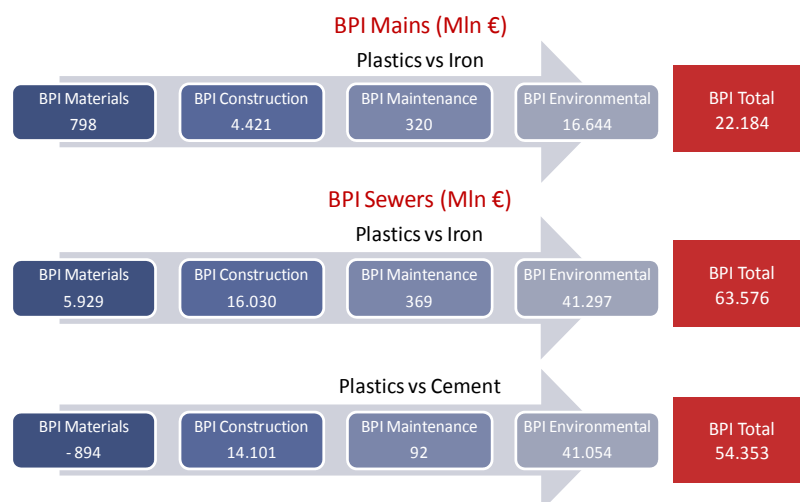 BPI Mains (Mln €)
Plastics vs Iron
BPI Materials
798
BPI Construction
4.421
BPI Maintenance
320
BPI Environmental
16.644
BPI Total
22.184
BPI Sewers (Mln €)
Plastics vs Iron
BPI Materials
5.929
BPI Construction
16.030
BPI Maintenance
369
BPI Environmental
41.297
BPI Total
63.576
Plastics vs Cement
BPI Materials
- 894
BPI Construction
14.101
BPI Maintenance
92
BPI Environmental
41.054
BPI Total
54.353